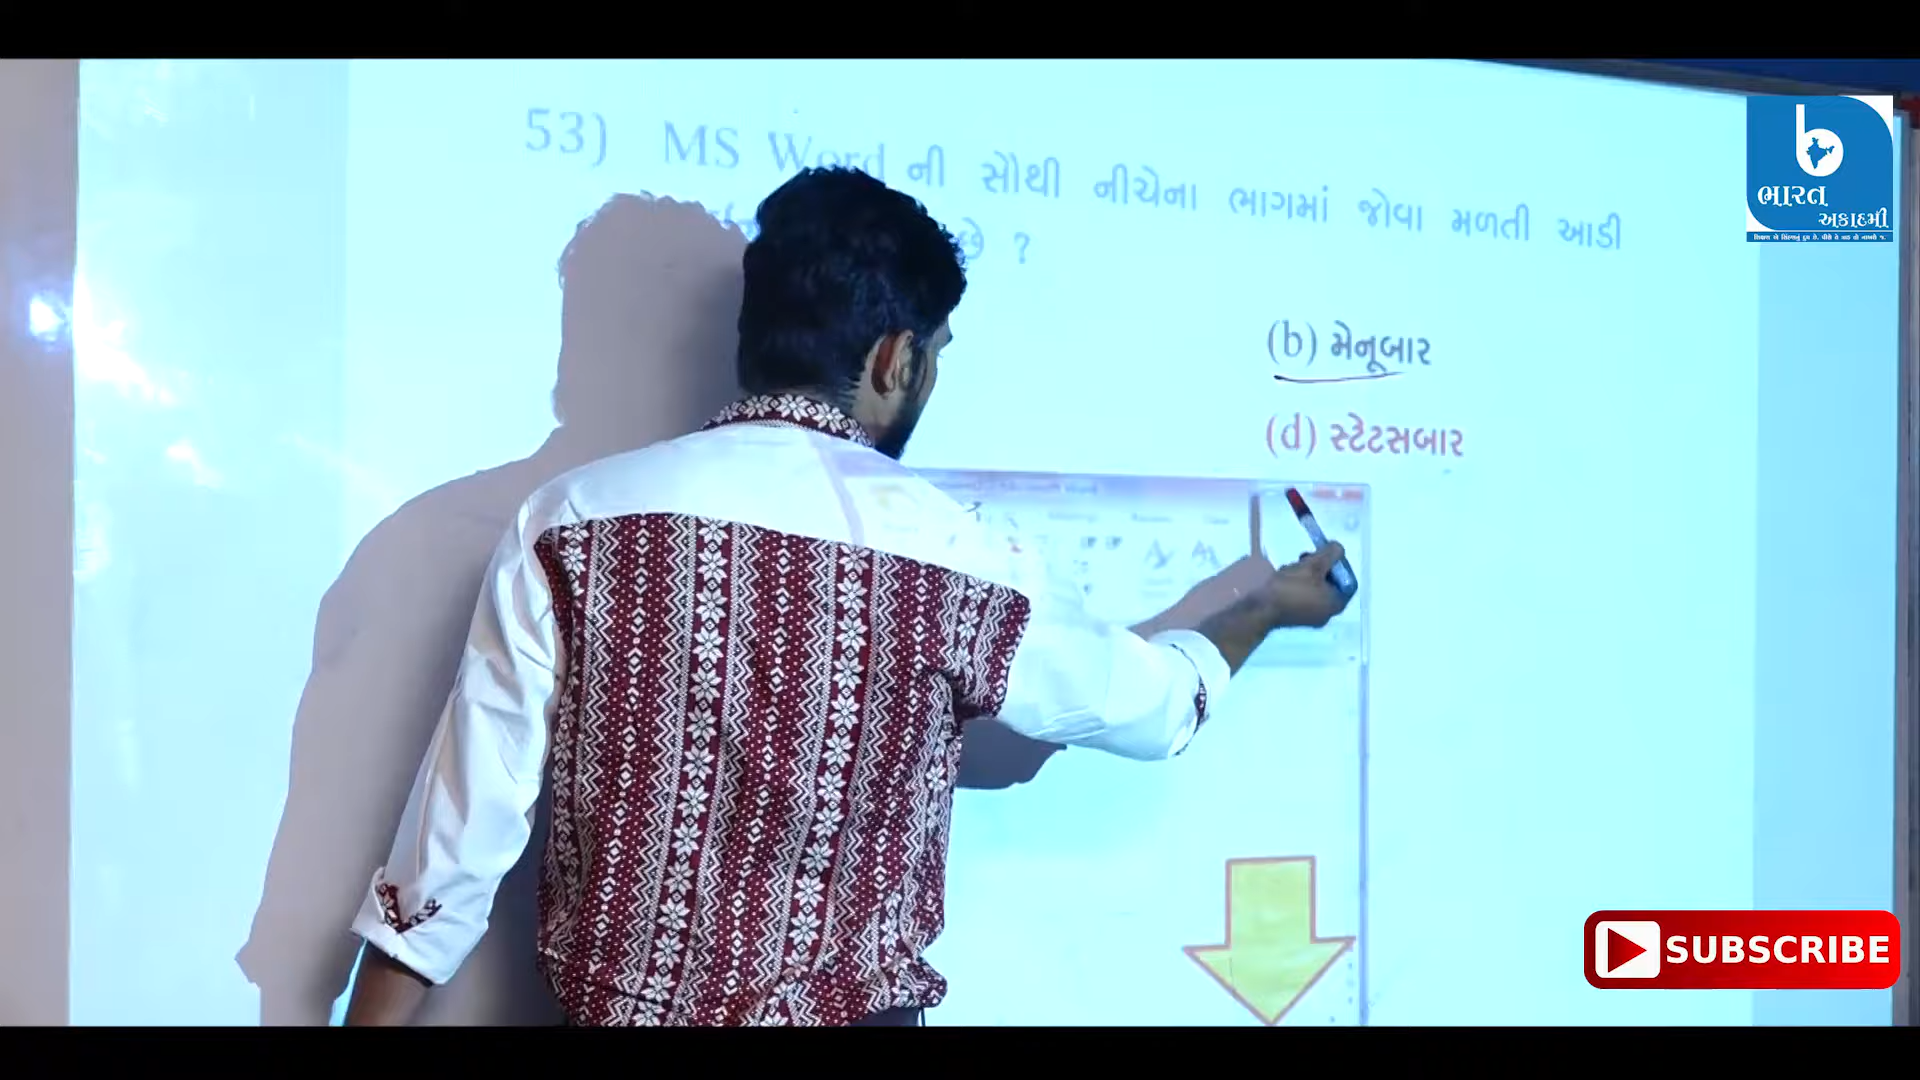 53) MS Word ની સૌથી નીચેના ભાગમાં જોવા મળતી આડી
છે ?
(b) મેનૂબાર
(d) સ્ટેટસબાર
b
ભારત
અકાદમી
SUBSCRIBE